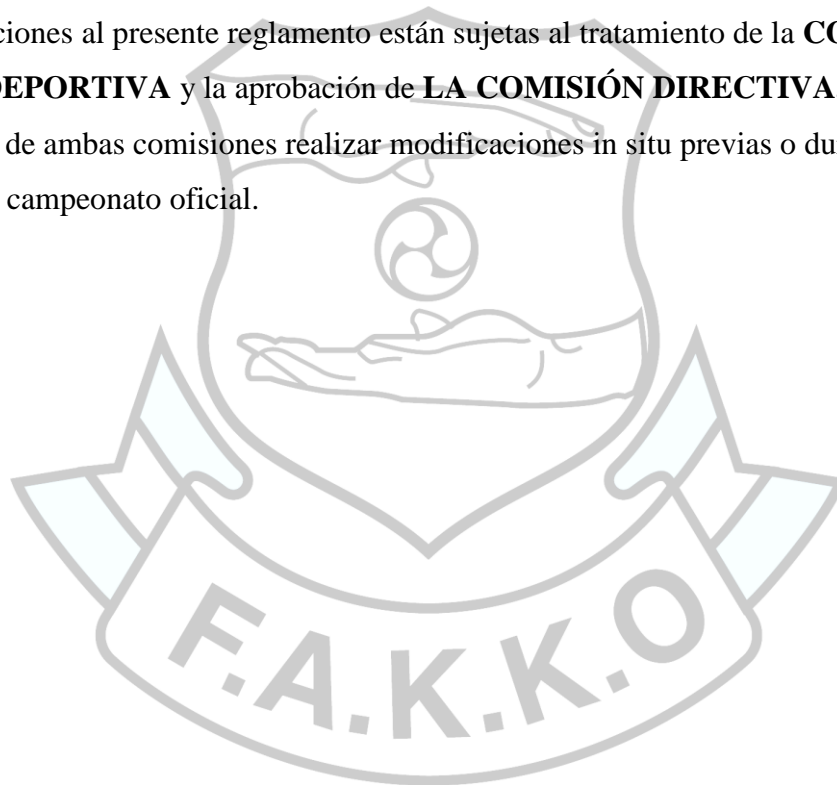 ciones al presente reglamento están sujetas al tratamiento de la CO
DEPORTIVA y la aprobación de LA COMISIÓN DIRECTIVA
de ambas comisiones realizar modificaciones in situ previas o du
campeonato oficial.
F.A.K.K.O